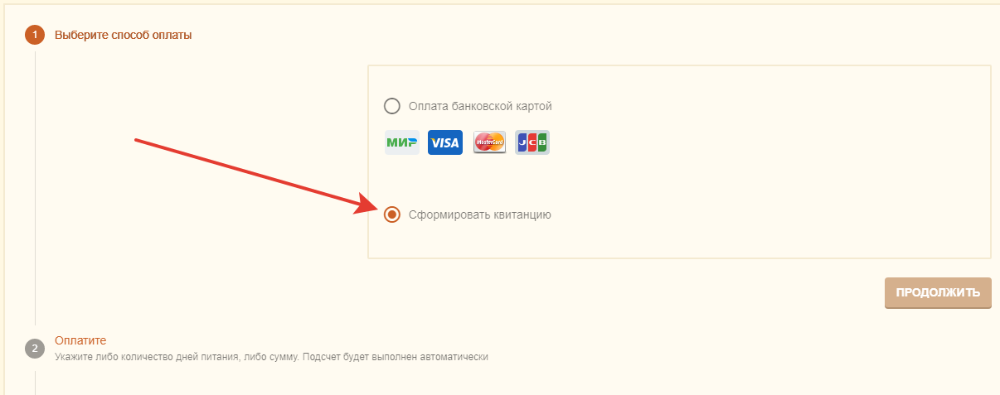 1 Выберите способ оплаты
Оплата банковской картой
МИР VISA MasterCard JCB
Сформировать квитанцию
ПРОДОЛЖИТЬ
2 Оплатите
Укажите либо количество дней питания, либо сумму. Подсчет будет выполнен автоматически